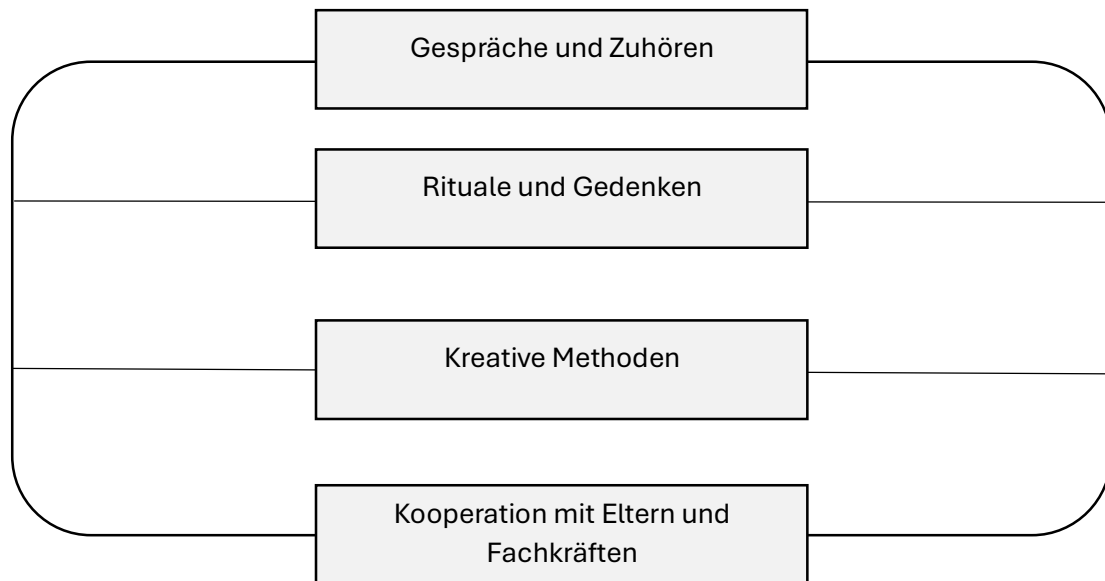 Gespräche und Zuhören
Rituale und Gedenken
Kreative Methoden
Kooperation mit Eltern und
Fachkräften